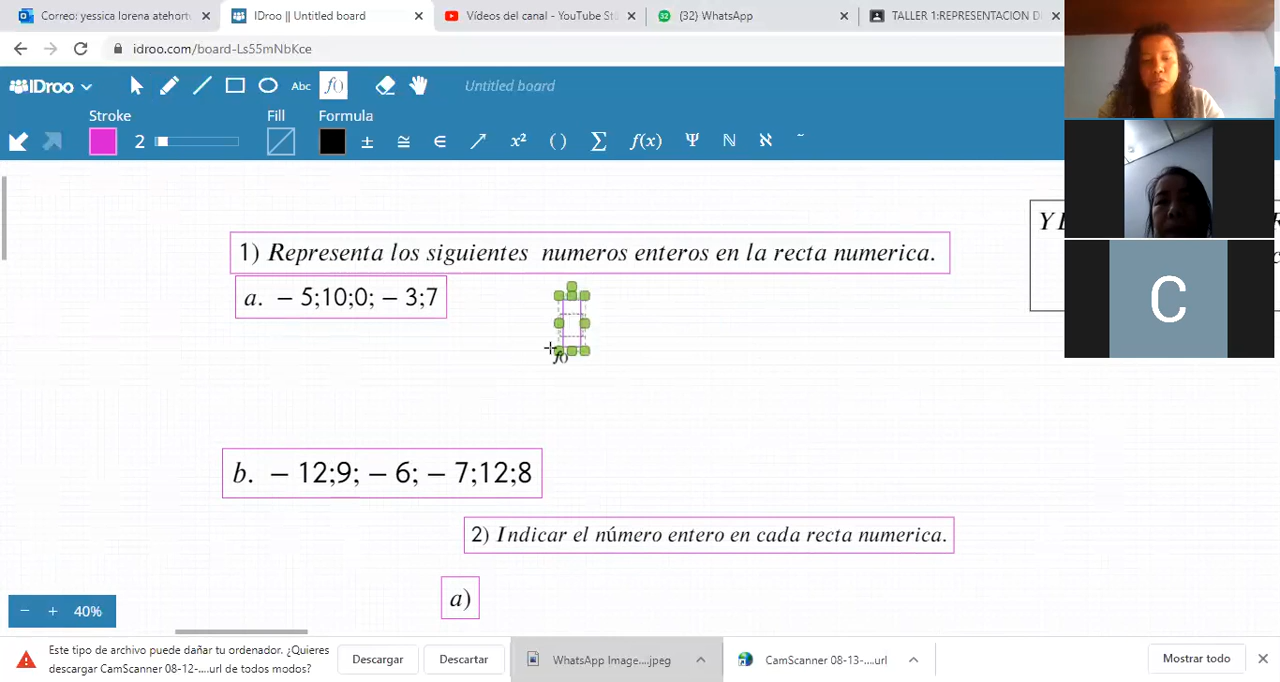 Correo: yessica lorena atehort
IDroo || Untitled board
Vídeos del canal - YouTube St
32
(32) WhatsApp
TALLER 1:REPRESENTACION D
idroo.com/board-Ls55mNbKce
IDroo
Abc
f()
Untitled board
Stroke
Fill
Formula
2
± ≅ ∈ ↗ x² ( ) ∑ f(x) Ψ ℕ ℵ ~
1) Representa los siguientes numeros enteros en la recta numerica.
a. − 5;10;0; − 3;7
f()
b. − 12;9; − 6; − 7;12;8
2) Indicar el número entero en cada recta numerica.
a)
C
− + 40%
Este tipo de archivo puede dañar tu ordenador. ¿Quieres
descargar CamScanner 08-12-....url de todos modos?
Descargar
Descartar
WhatsApp Image....jpeg
CamScanner 08-13-....url
Mostrar todo